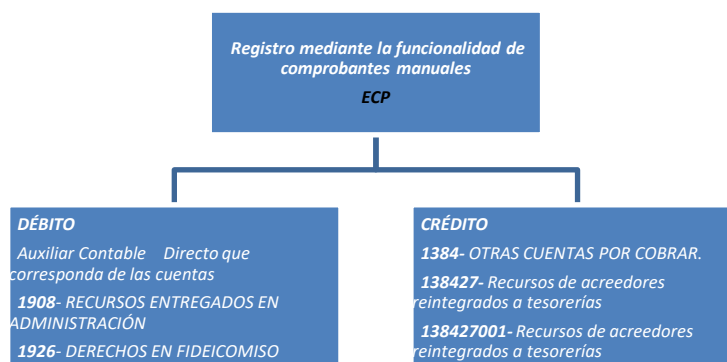 Registro mediante la funcionalidad de
comprobantes manuales
ECP
DÉBITO
Auxiliar Contable Directo que
corresponda de las cuentas
1908- RECURSOS ENTREGADOS EN
ADMINISTRACIÓN
1926- DERECHOS EN FIDEICOMISO
CRÉDITO
1384- OTRAS CUENTAS POR COBRAR.
138427- Recursos de acreedores
reintegrados a tesorerías
138427001- Recursos de acreedores
reintegrados a tesorerías